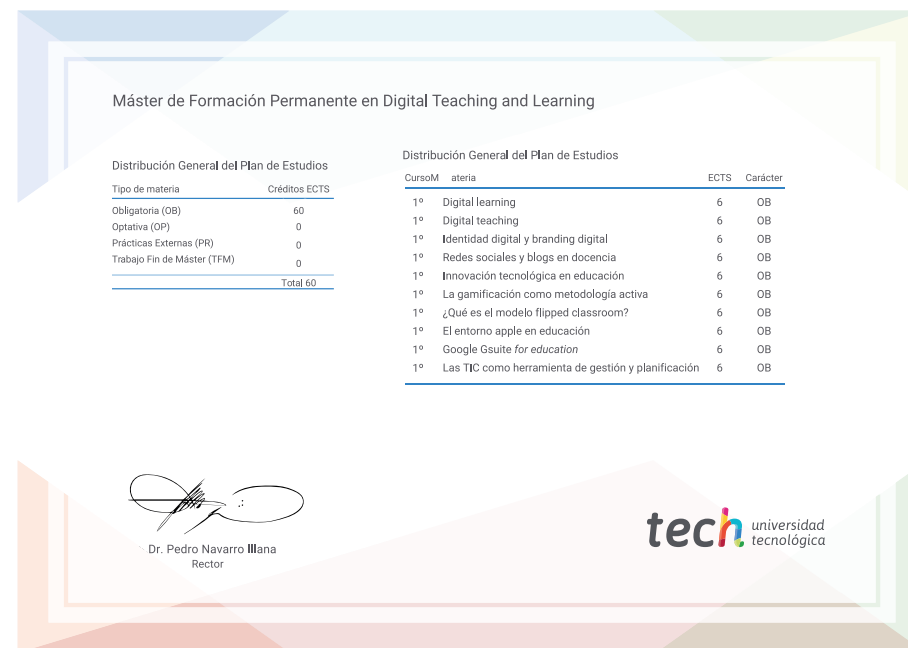 Máster de Formación Permanente en Digital Teaching and Learning
Distribución General del Plan de Estudios
Tipo de materia Créditos ECTS
Obligatoria (OB) 60
Optativa (OP) 0
Prácticas Externas (PR) 0
Trabajo Fin de Máster (TFM) 0
Total 60
Distribución General del Plan de Estudios
CursoM ateria ECTS Carácter
1º Digital learning 6 OB
1º Digital teaching 6 OB
1º Identidad digital y branding digital 6 OB
1º Redes sociales y blogs en docencia 6 OB
1º Innovación tecnológica en educación 6 OB
1º La gamificación como metodología activa 6 OB
1º ¿Qué es el modelo flipped classroom? 6 OB
1º El entorno apple en educación 6 OB
1º Google Gsuite for education 6 OB
1º Las TIC como herramienta de gestión y planificación 6 OB
Dr. Pedro Navarro Illana
Rector
tech universidad
tecnológica